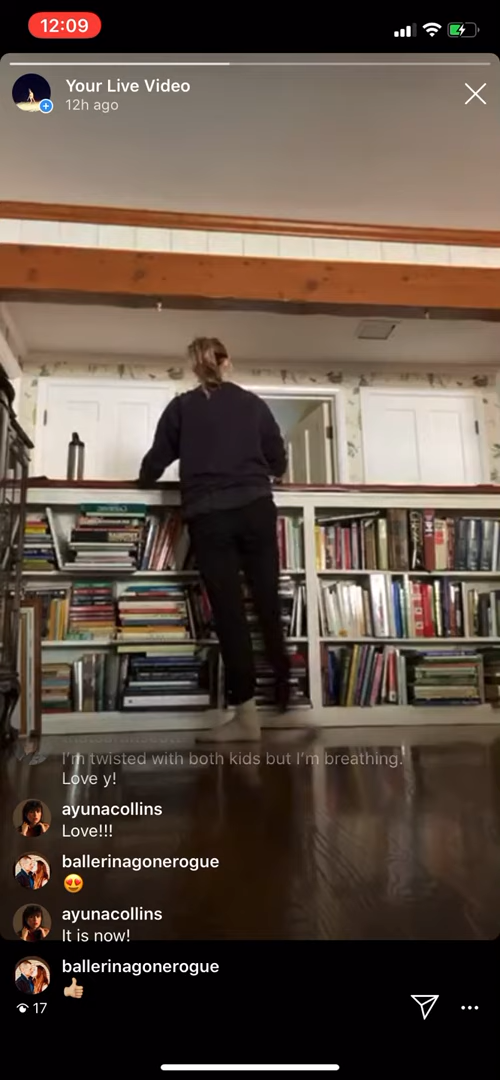 12:09
Your Live Video
12h ago
I'm twisted with both kids but I'm breathing.
Love y!
ayunacollins
Love!!!
ballerinagonerogue
😍
ayunacollins
It is now!
ballerinagonerogue
👍🏼
17